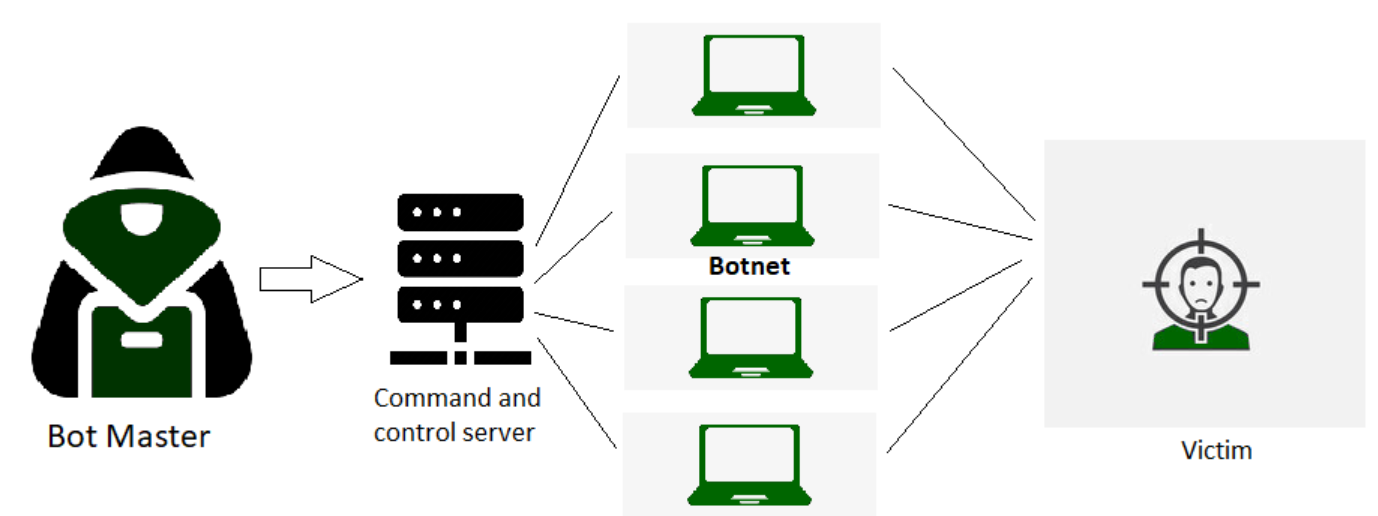 Bot Master
Command and
control server
Botnet
Victim